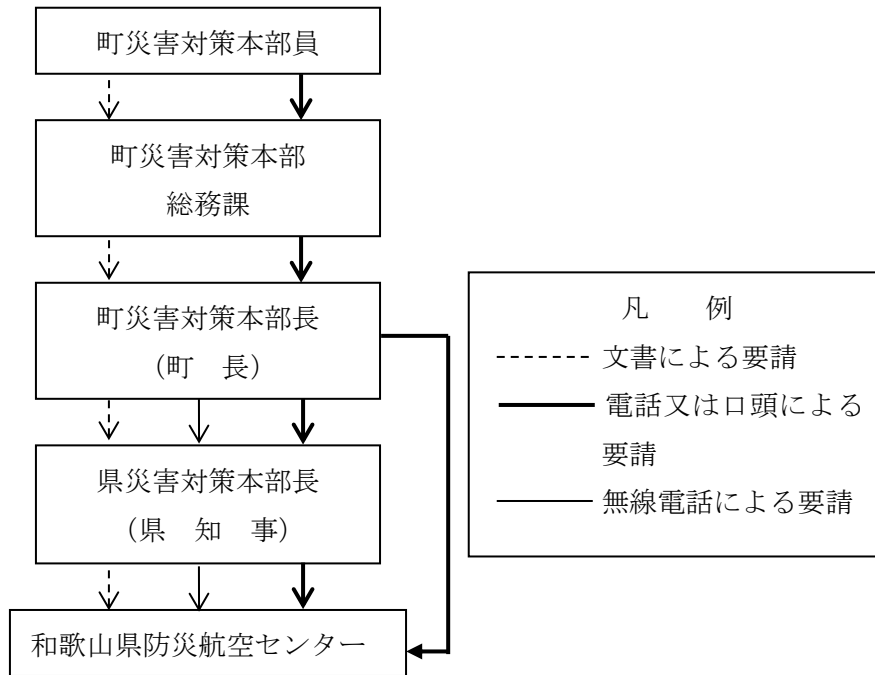 町災害対策本部員
町災害対策本部
総務課
町災害対策本部長
（町　長）
県災害対策本部長
（県　知　事）
和歌山県防災航空センター
凡　　例
文書による要請
電話又は口頭による
要請
無線電話による要請